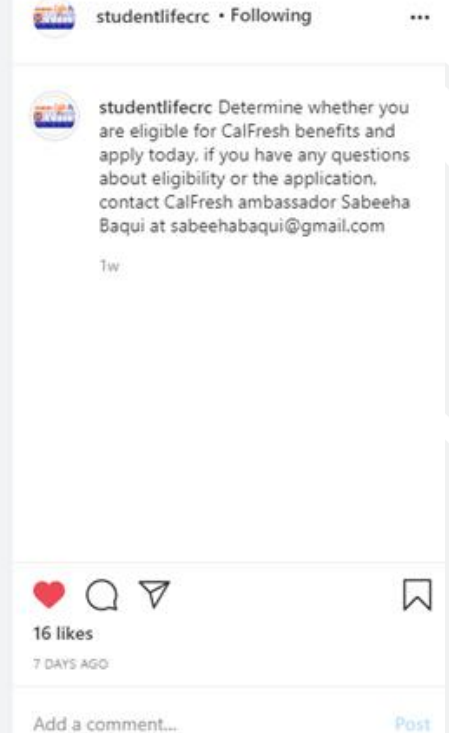 studentlifecrc • Following
studentlifecrc Determine whether you
are eligible for CalFresh benefits and
apply today, if you have any questions
about eligibility or the application,
contact CalFresh ambassador Sabeeha
Baqui at sabeehabaqui@gmail.com
1w
16 likes
7 DAYS AGO
Add a comment...
Post